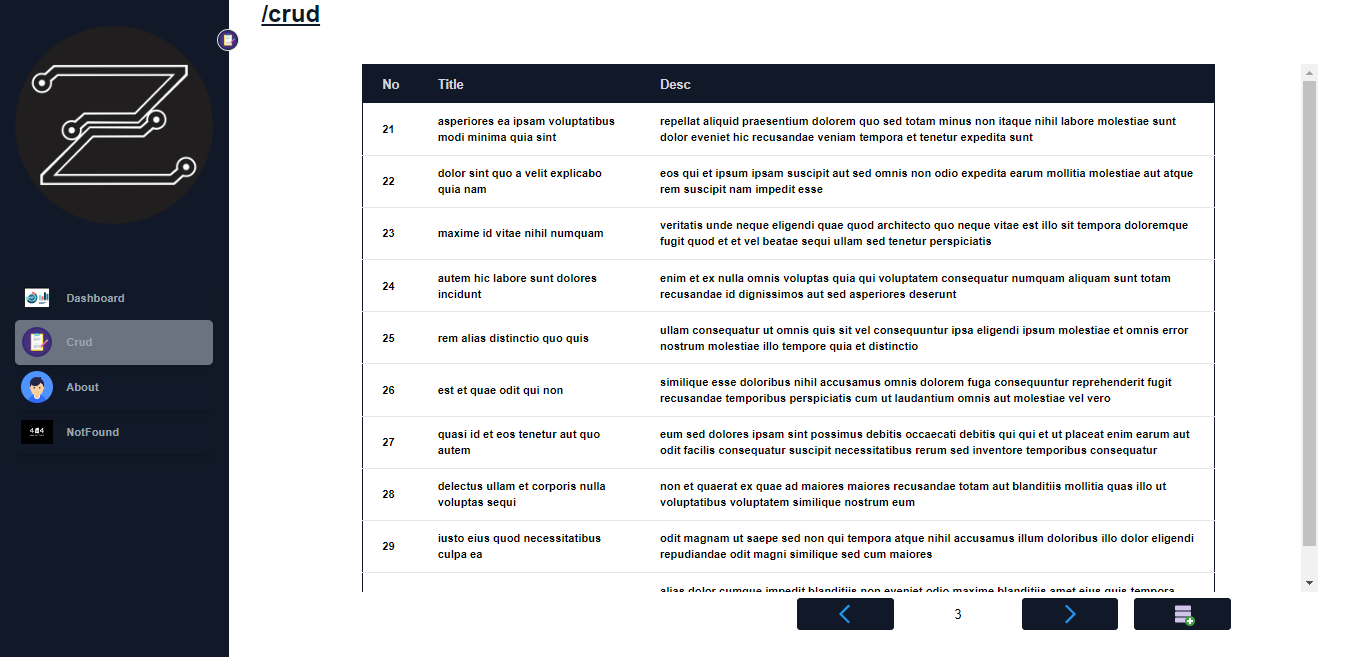 /crud
No Title Desc
21 asperiores ea ipsam voluptatibus repellat aliquid praesentium dolorem quo sed totam minus non itaque nihil labore molestiae sunt
modi minima quia sint dolor eveniet hic recusandae veniam tempora et tenetur expedita sunt
22 dolor sint quo a velit explicabo eos qui et ipsum ipsam suscipit aut sed omnis non odio expedita earum mollitia molestiae aut atque
quia nam rem suscipit nam impedit esse
23 maxime id vitae nihil numquam veritatis unde neque eligendi quae quod architecto quo neque vitae est illo sit tempora doloremque
fugit quod et et vel beatae sequi ullam sed tenetur perspiciatis
24 autem hic labore sunt dolores enim et ex nulla omnis voluptas quia qui voluptatem consequatur numquam aliquam sunt totam
incidunt recusandae id dignissimos aut sed asperiores deserunt
25 rem alias distinctio quo quis ullam consequatur ut omnis quis sit vel consequuntur ipsa eligendi ipsum molestiae et omnis error
nostrum molestiae illo tempore quia et distinctio
26 est et quae odit qui non similique esse doloribus nihil accusamus omnis dolorem fuga consequuntur reprehenderit fugit
recusandae temporibus perspiciatis cum ut laudantium omnis aut molestiae vel vero
27 quasi id et eos tenetur aut quo eum sed dolores ipsam sint possimus debitis occaecati debitis qui qui et ut placeat enim earum aut
autem odit facilis consequatur suscipit necessitatibus rerum sed inventore temporibus consequatur
28 delectus ullam et corporis nulla non et quaerat ex quae ad maiores maiores recusandae totam aut blanditiis mollitia quas illo ut
voluptas sequi voluptatibus voluptatem similique nostrum eum
29 iusto eius quod necessitatibus odit magnam ut saepe sed non qui tempora atque nihil accusamus illum doloribus illo dolor eligendi
culpa ea repudiandae odit magni similique sed cum maiores
alias dolor cumque impedit blanditiis non eveniet odio maxime blanditiis amet eius quis tempora
3
Dashboard
Crud
About
404 NotFound